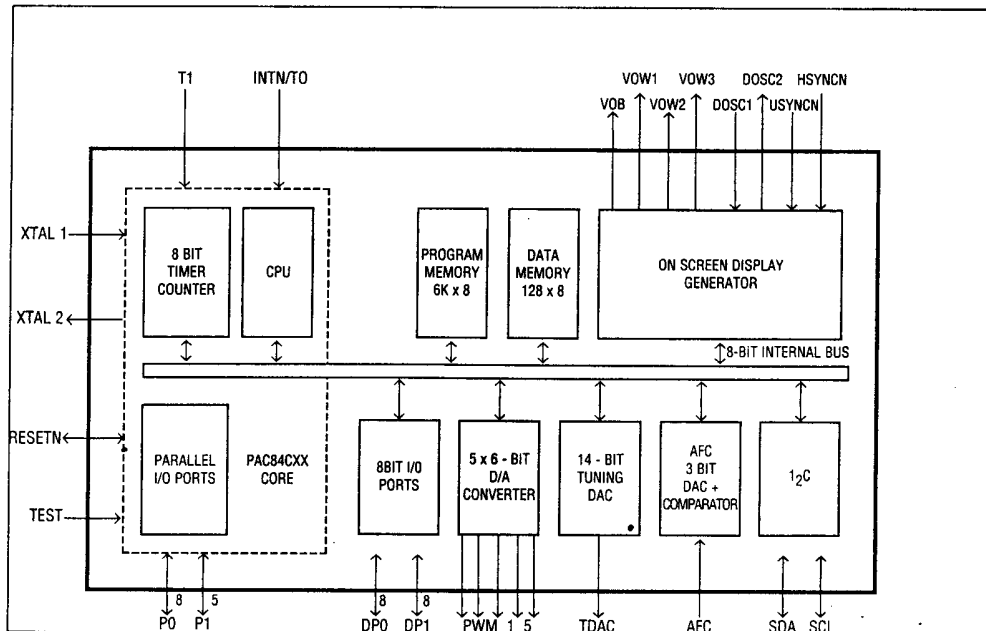 T1
INTN/TO
VOB
VOW1
VOW2
VOW3
DOSC1
DOSC2
USYNCN
HSYNCN
XTAL 1
XTAL 2
RESETN
TEST
8 BIT
TIMER
COUNTER
CPU
PROGRAM
MEMORY
6K x 8
DATA
MEMORY
128 x 8
ON SCREEN DISPLAY
GENERATOR
8-BIT INTERNAL BUS
PARALLEL
I/O PORTS
PAC84CXX
CORE
8BIT I/O
PORTS
5 x 6 - BIT
D/A
CONVERTER
14 - BIT
TUNING
DAC
AFC
3 BIT
DAC +
COMPARATOR
12C
8
5
8
8
P0
P1
DP0
DP1
PWM 1 5
TDAC
AFC
SDA
SCL